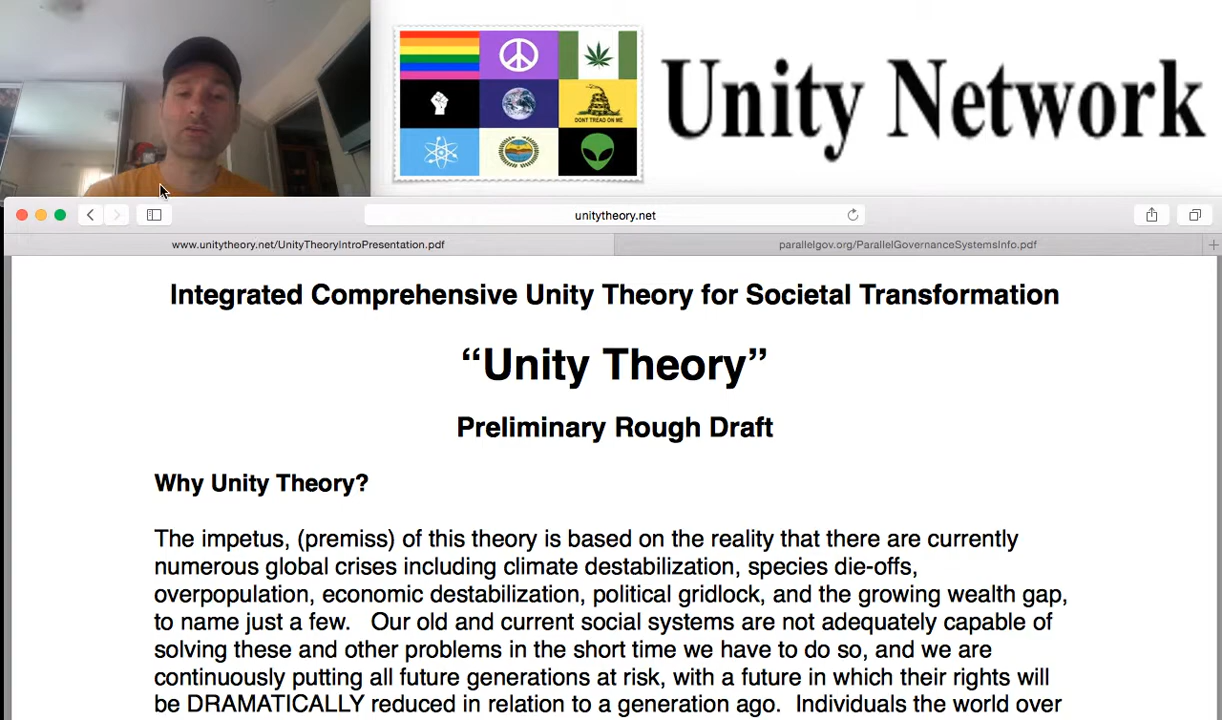 DONT TREAD ON ME
Unity Network
unitytheory.net
www.unitytheory.net/UnityTheoryIntroPresentation.pdf
parallelgov.org/ParallelGovernanceSystemsInfo.pdf
Integrated Comprehensive Unity Theory for Societal Transformation
“Unity Theory”
Preliminary Rough Draft
Why Unity Theory?
The impetus, (premiss) of this theory is based on the reality that there are currently
numerous global crises including climate destabilization, species die-offs,
overpopulation, economic destabilization, political gridlock, and the growing wealth gap,
to name just a few.   Our old and current social systems are not adequately capable of
solving these and other problems in the short time we have to do so, and we are
continuously putting all future generations at risk, with a future in which their rights will
be DRAMATICALLY reduced in relation to a generation ago.  Individuals the world over